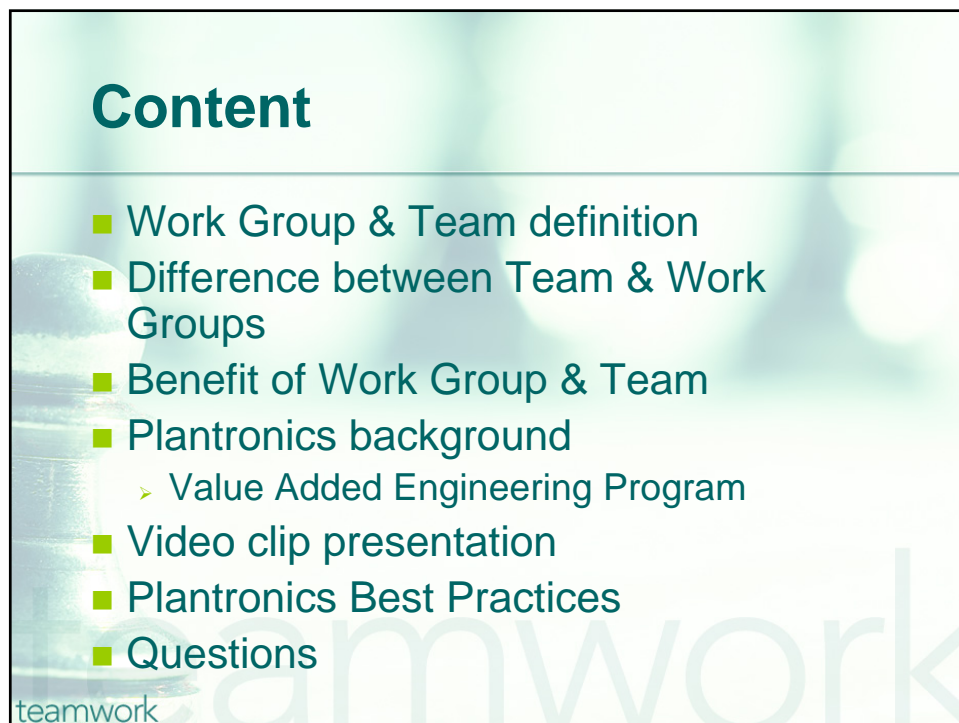 Content
Work Group & Team definition
Difference between Team & Work
Groups
Benefit of Work Group & Team
Plantronics background
Value Added Engineering Program
Video clip presentation
Plantronics Best Practices
Questions
teamwork
teamwork